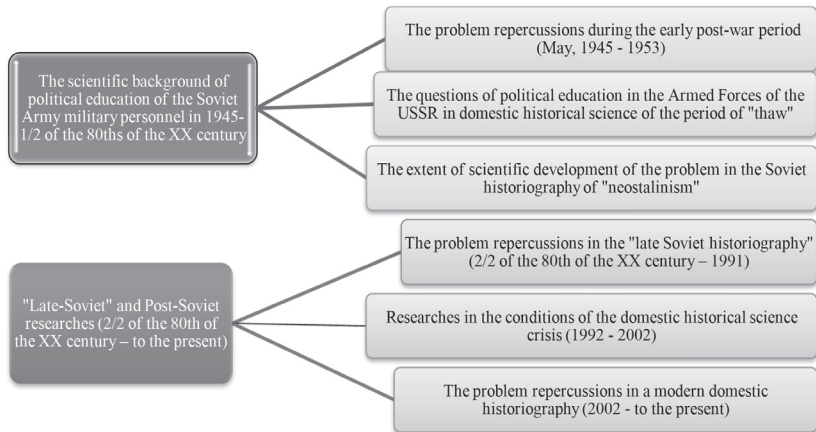 The scientific background of
political education of the Soviet
Army military personnel in 1945-
1/2 of the 80ths of the XX century
The problem repercussions during the early post-war period
(May, 1945 - 1953)
The questions of political education in the Armed Forces of the
USSR in domestic historical science of the period of "thaw"
The extent of scientific development of the problem in the Soviet
historiography of "neostalinism"
"Late-Soviet" and Post-Soviet
researches (2/2 of the 80th of
the XX century – to the present)
The problem repercussions in the "late Soviet historiography"
(2/2 of the 80th of the XX century – 1991)
Researches in the conditions of the domestic historical science
crisis (1992 - 2002)
The problem repercussions in a modern domestic
historiography (2002 - to the present)